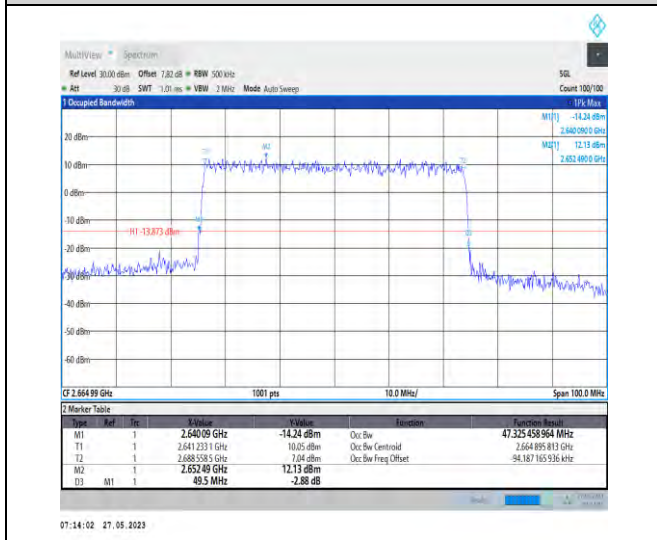 MultiView Spectrum
Ref Level 30.00 dBm Offset 7.82 dB RBW 500 kHz SGL
Att 30 dB SWT 1.01 ms VBW 2 MHz Mode Auto Sweep Count 100/100
1 Occupied Bandwidth 1Pk Max
M1[1] -14.24 dBm
2.640 090 0 GHz
20 dBm M2[1] 12.13 dBm
2.652 490 0 GHz
M2
T1 T2
10 dBm
0 dBm
M1
-10 dBm
H1 -13.873 dBm
D3
-20 dBm
-30 dBm
-40 dBm
-50 dBm
-60 dBm
CF 2.664 99 GHz 1001 pts 10.0 MHz/ Span 100.0 MHz
2 Marker Table
Type Ref Trc X-Value Y-Value Function Function Result
M1 1 2.640 09 GHz -14.24 dBm Occ Bw 47.325 458 964 MHz
T1 1 2.641 233 1 GHz 10.05 dBm Occ Bw Centroid 2.664 895 813 GHz
T2 1 2.688 558 5 GHz 7.04 dBm Occ Bw Freq Offset -94.187 165 936 kHz
M2 1 2.652 49 GHz 12.13 dBm
D3 M1 1 49.5 MHz -2.88 dB
07:14:02 27.05.2023